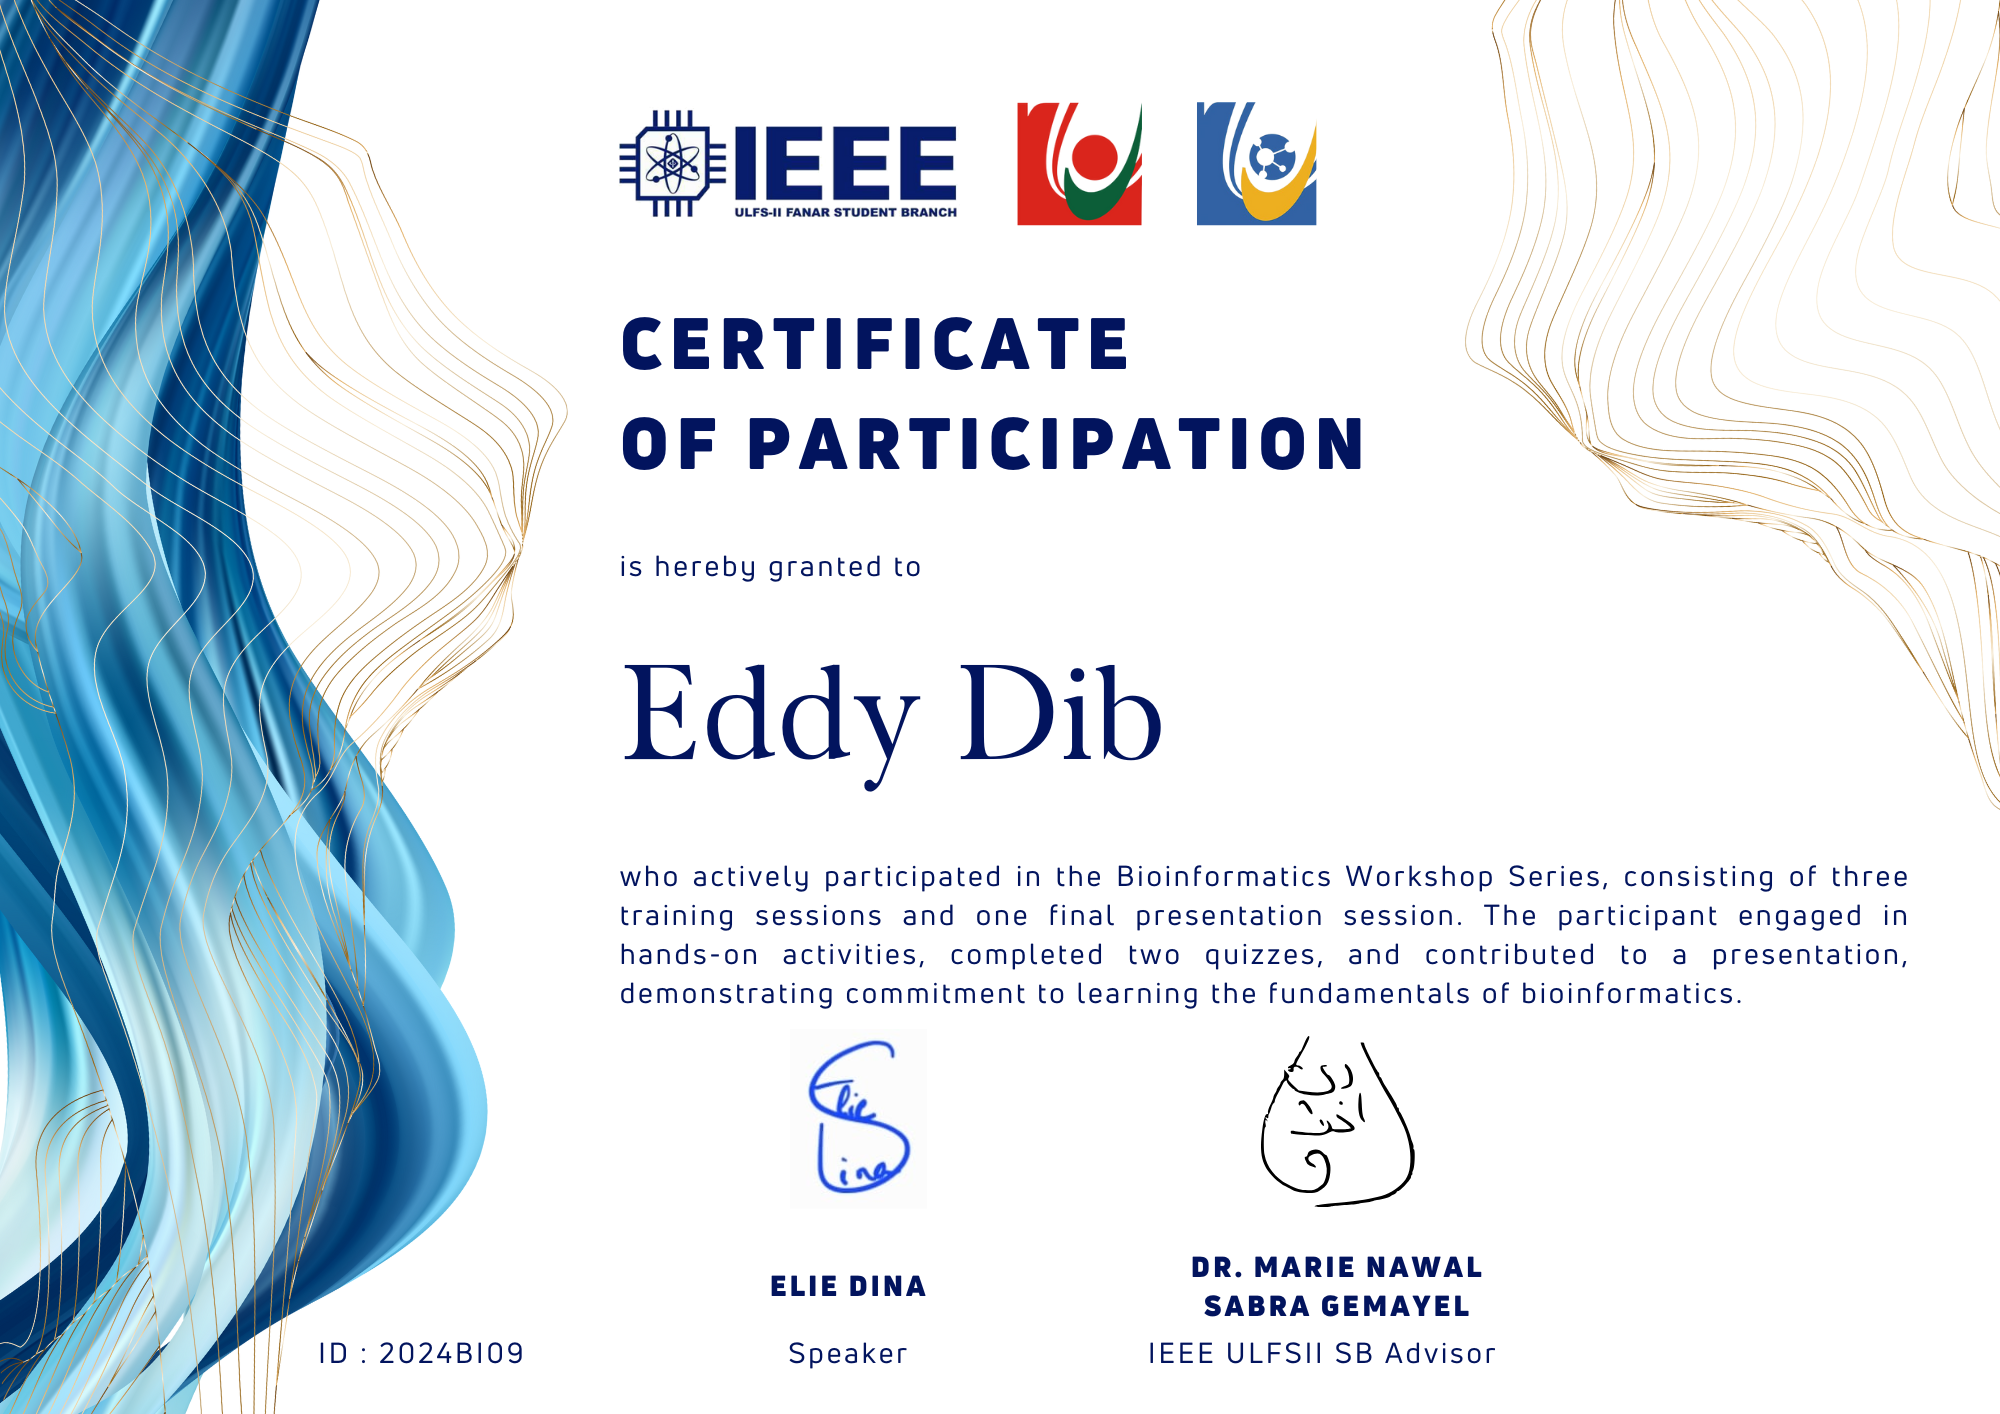 IEEE
ULFS-II FANAR STUDENT BRANCH
CERTIFICATE
OF PARTICIPATION
is hereby granted to
Eddy Dib
who actively participated in the Bioinformatics Workshop Series, consisting of three
training sessions and one final presentation session. The participant engaged in
hands-on activities, completed two quizzes, and contributed to a presentation,
demonstrating commitment to learning the fundamentals of bioinformatics.
Elie
Dina
ELIE DINA
Speaker
DR. MARIE NAWAL
SABRA GEMAYEL
IEEE ULFSII SB Advisor
ID : 2024BI09